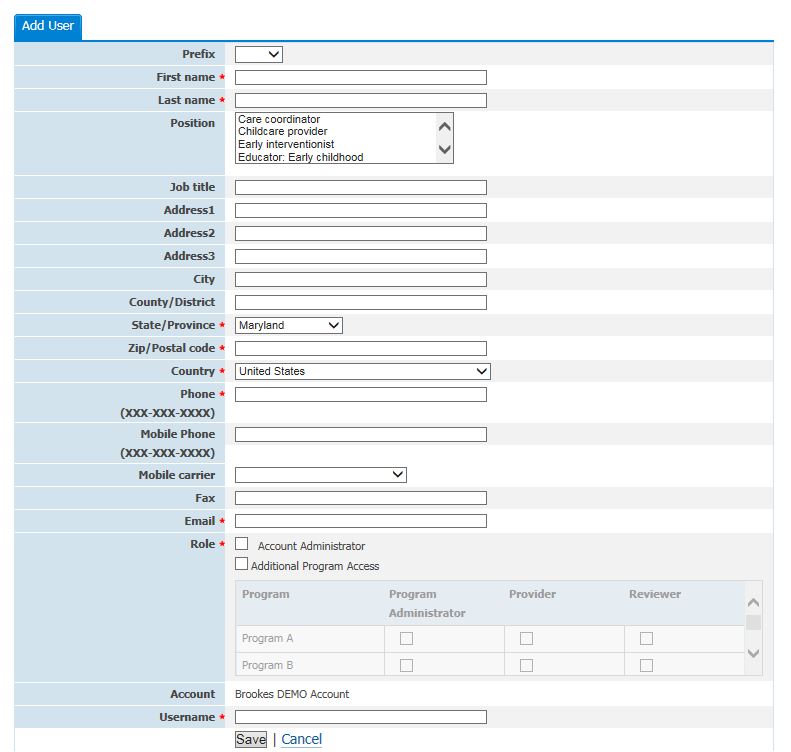 Add User
Prefix
First name *
Last name *
Position
Care coordinator
Childcare provider
Early interventionist
Educator: Early childhood
Job title
Address1
Address2
Address3
City
County/District
State/Province * Maryland
Zip/Postal code *
Country * United States
Phone *
(XXX-XXX-XXXX)
Mobile Phone
(XXX-XXX-XXXX)
Mobile carrier
Fax
Email *
Role * Account Administrator
Additional Program Access
Program Program Provider Reviewer
Administrator
Program A
Program B
Account Brookes DEMO Account
Username *
Save | Cancel